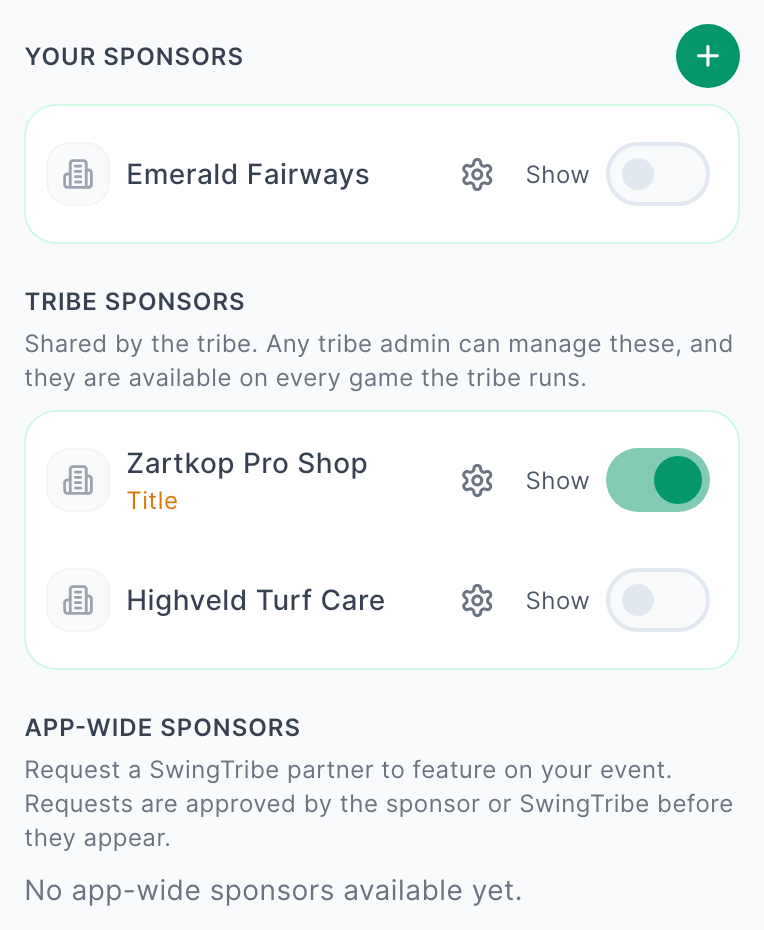 YOUR SPONSORS
Emerald Fairways
Show
TRIBE SPONSORS
Shared by the tribe. Any tribe admin can manage these, and
they are available on every game the tribe runs.
Zartkop Pro Shop
Title
Show
Highveld Turf Care
Show
APP-WIDE SPONSORS
Request a SwingTribe partner to feature on your event.
Requests are approved by the sponsor or SwingTribe before
they appear.
No app-wide sponsors available yet.